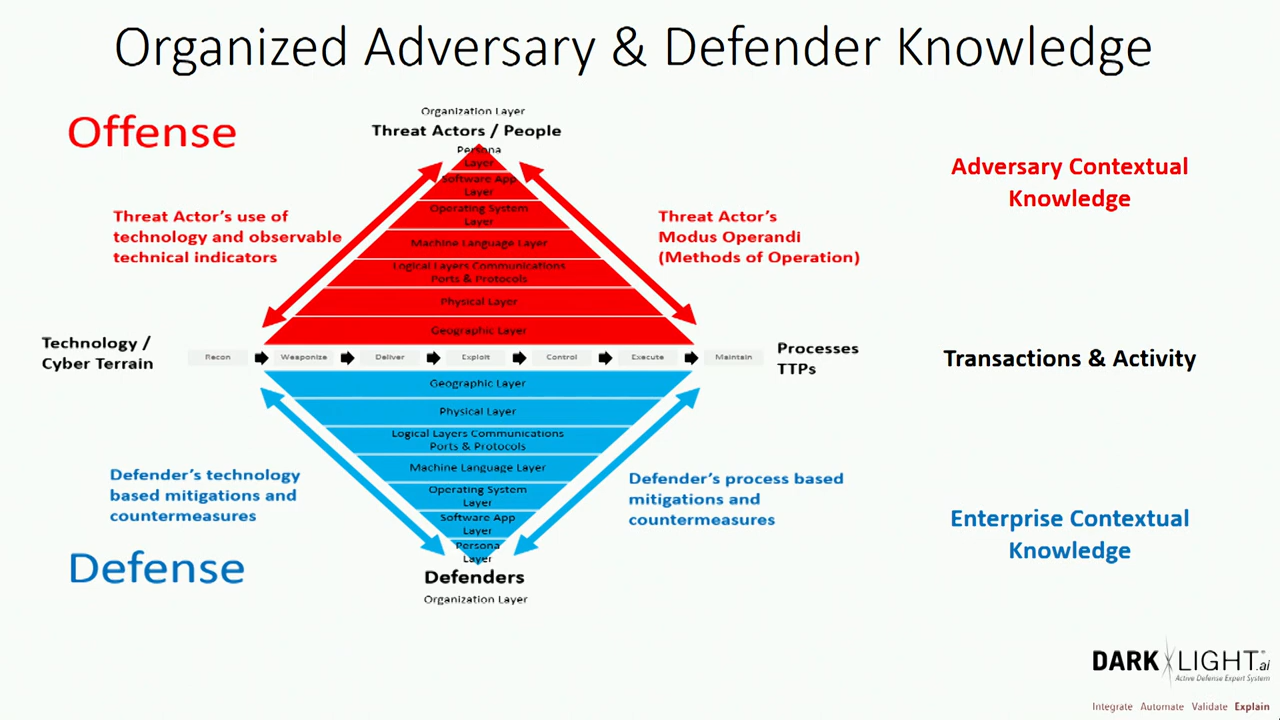 Organized Adversary & Defender Knowledge
Offense
Organization Layer
Threat Actors / People
Persona
Layer
Software App
Layer
Operating System
Layer
Machine Language Layer
Logical Layers Communications
Ports & Protocols
Physical Layer
Geographic Layer
Threat Actor's use of
technology and observable
technical indicators
Threat Actor's
Modus Operandi
(Methods of Operation)
Adversary Contextual
Knowledge
Technology /
Cyber Terrain
Recon
Weaponize
Deliver
Exploit
Control
Execute
Maintain
Processes
TTPs
Transactions & Activity
Geographic Layer
Physical Layer
Logical Layers Communications
Ports & Protocols
Machine Language Layer
Operating System
Layer
Software App
Layer
Persona
Layer
Defenders
Organization Layer
Defender's technology
based mitigations and
countermeasures
Defender's process based
mitigations and
countermeasures
Defense
Enterprise Contextual
Knowledge
DARKLIGHT.ai
Active Defense Expert System
Integrate Automate Validate Explain